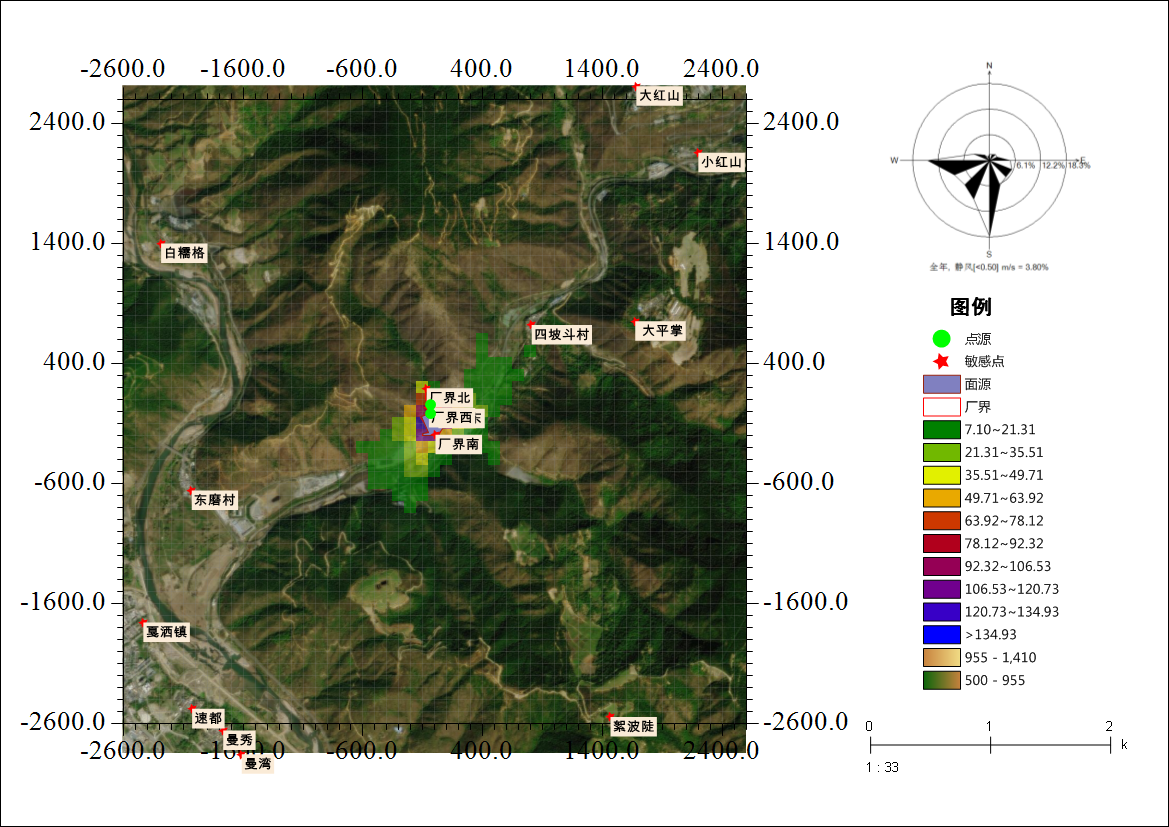 -2600.0 -1600.0 -600.0 400.0 1400.0 2400.0
大红山
2400.0 2400.0
小红山
1400.0 1400.0
白糯格
四坡斗村
大平掌
400.0 400.0
厂界北
厂界西
厂界南
-600.0 -600.0
东磨村
-1600.0 -1600.0
戛洒镇
速都
絮波陡
-2600.0 -2600.0
曼秀
-2600.0 -1600.0 -600.0 400.0 1400.0 2400.0
曼湾
N
W E
6.1% 12.2% 18.3%
S
全年, 静风[<0.50] m/s = 3.80%
图例
点源
敏感点
面源
厂界
7.10~21.31
21.31~35.51
35.51~49.71
49.71~63.92
63.92~78.12
78.12~92.32
92.32~106.53
106.53~120.73
120.73~134.93
>134.93
955 - 1,410
500 - 955
0 1 2
k
1 : 33